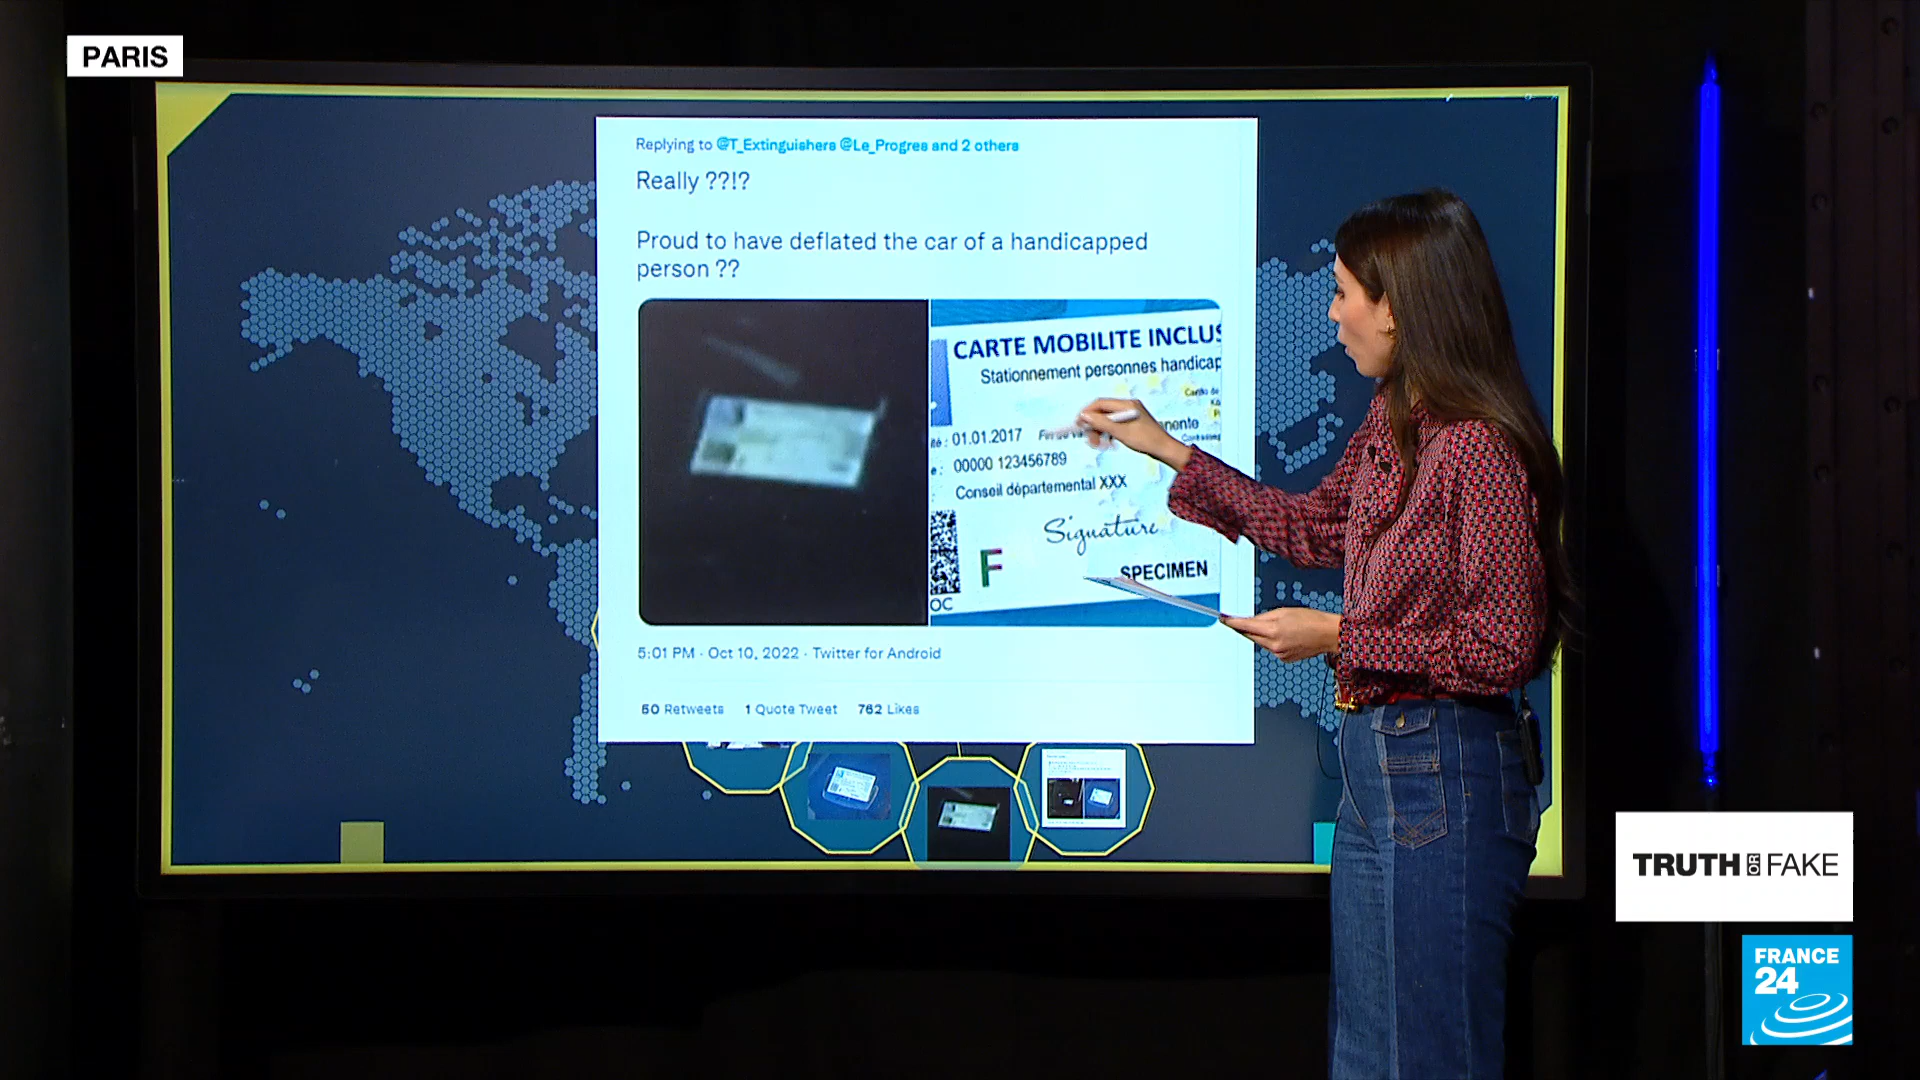 PARIS
Replying to @T_Extinguishers @Le_Progres and 2 others
Really ??!?
Proud to have deflated the car of a handicapped
person ??
CARTE MOBILITE INCLUS
Stationnement personnes handicap
ité : 01.01.2017
e : 00000 123456789
: Conseil départemental XXX
Signature
F
SPECIMEN
OC
5:01 PM · Oct 10, 2022 · Twitter for Android
50 Retweets 1 Quote Tweet 762 Likes
TRUTH OR FAKE
FRANCE
24